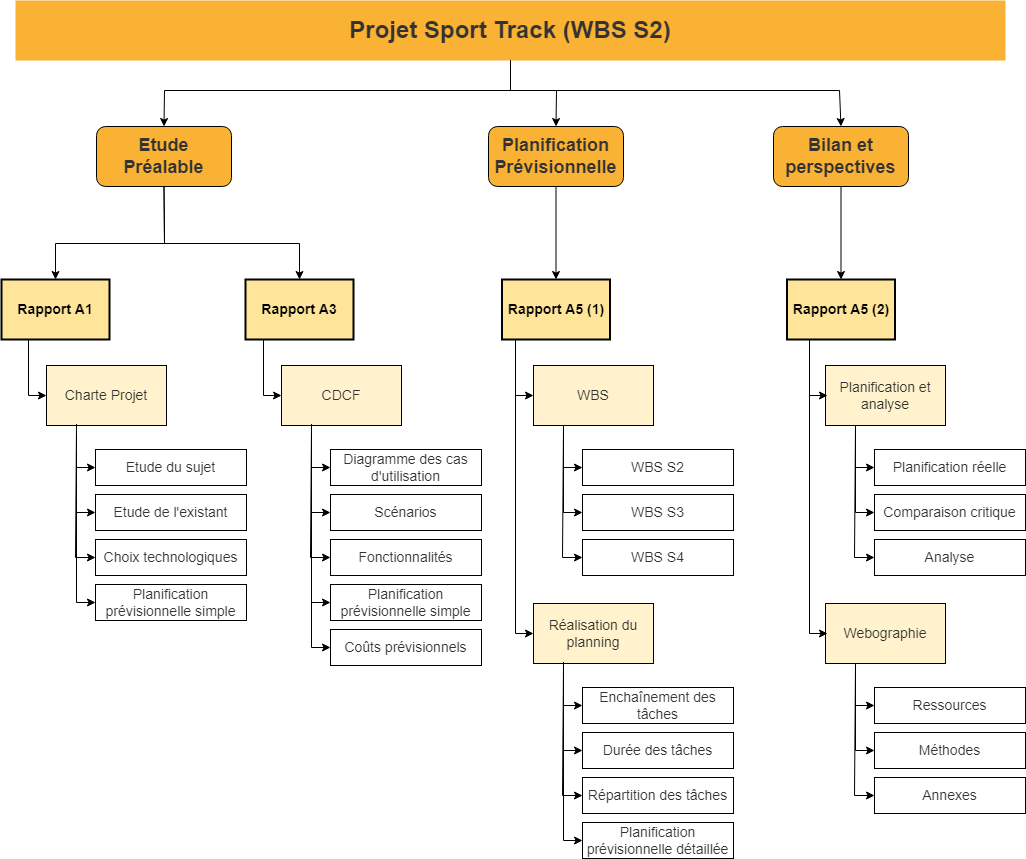 Projet Sport Track (WBS S2)
Etude
Préalable
Planification
Prévisionnelle
Bilan et
perspectives
Rapport A1
Rapport A3
Rapport A5 (1)
Rapport A5 (2)
Charte Projet
Etude du sujet
Etude de l'existant
Choix technologiques
Planification
prévisionnelle simple
CDCF
Diagramme des cas
d'utilisation
Scénarios
Fonctionnalités
Planification
prévisionnelle simple
Coûts prévisionnels
WBS
WBS S2
WBS S3
WBS S4
Réalisation du
planning
Enchaînement des
tâches
Durée des tâches
Répartition des tâches
Planification
prévisionnelle détaillée
Planification et
analyse
Planification réelle
Comparaison critique
Analyse
Webographie
Ressources
Méthodes
Annexes